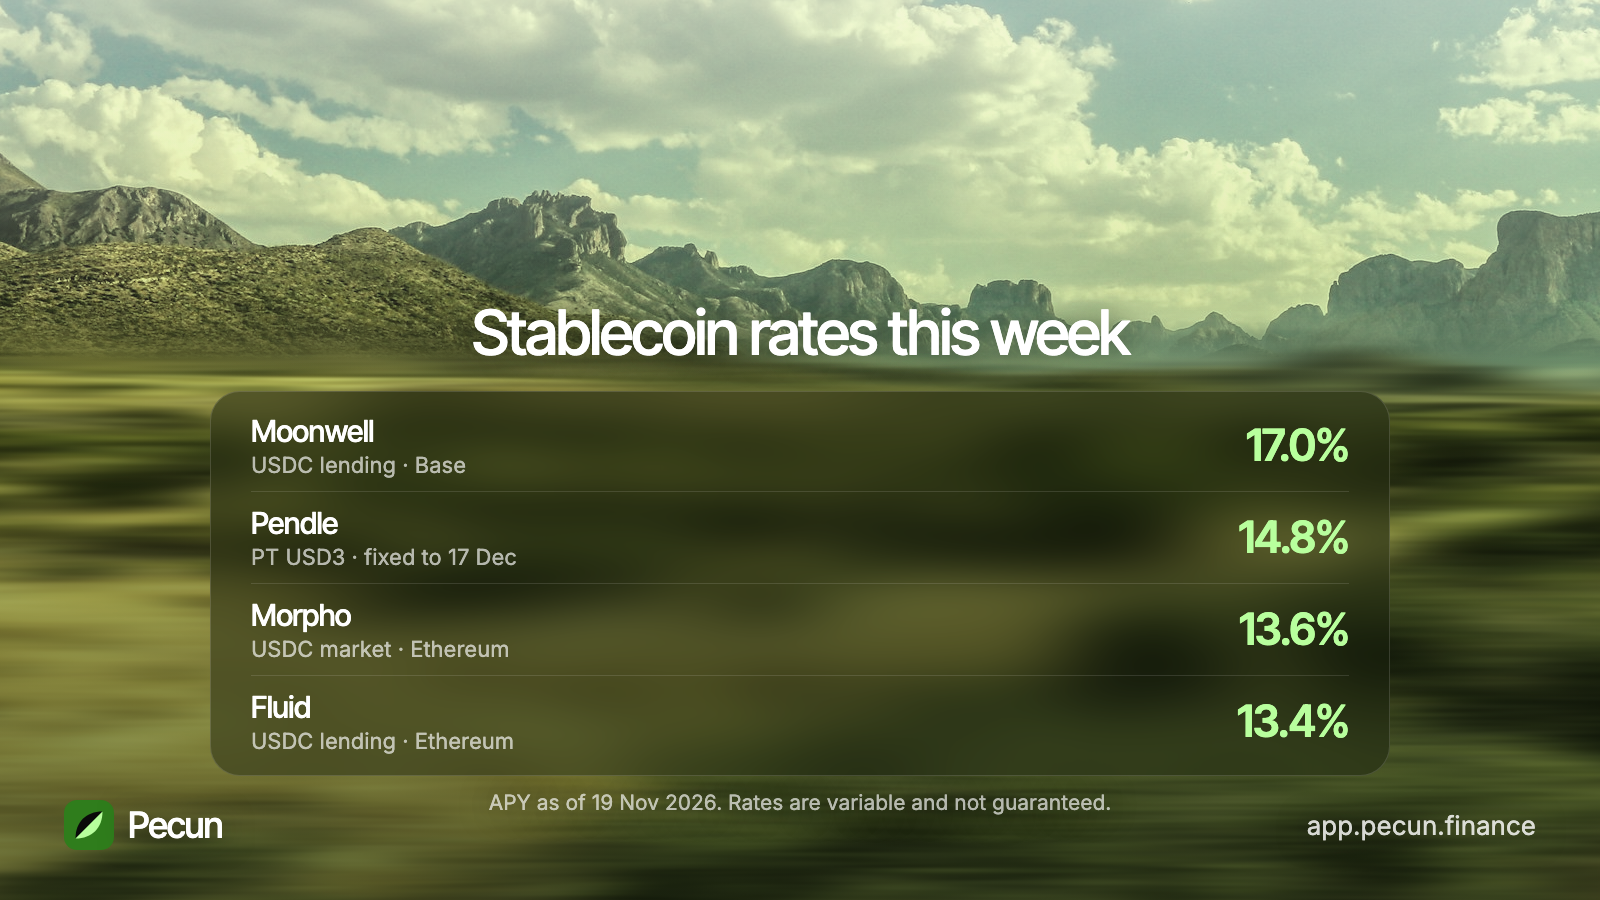 Stablecoin rates this week
Moonwell
USDC lending · Base
17.0%
Pendle
PT USD3 · fixed to 17 Dec
14.8%
Morpho
USDC market · Ethereum
13.6%
Fluid
USDC lending · Ethereum
13.4%
APY as of 19 Nov 2026. Rates are variable and not guaranteed.
Pecun
app.pecun.finance